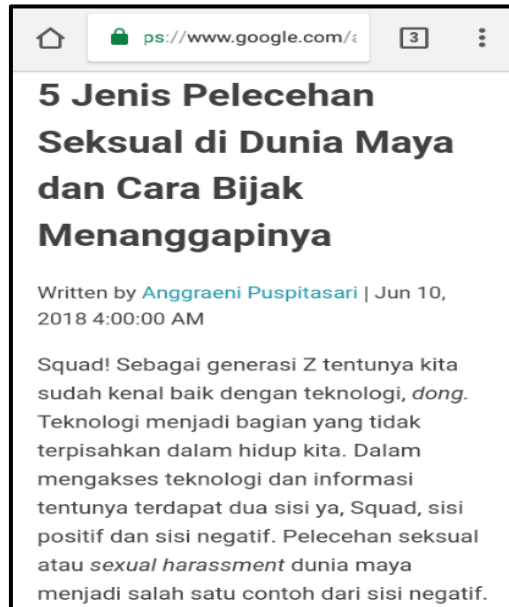 ps://www.google.com/a
3
5 Jenis Pelecehan
Seksual di Dunia Maya
dan Cara Bijak
Menanggapinya
Written by Anggraeni Puspitasari | Jun 10,
2018 4:00:00 AM
Squad! Sebagai generasi Z tentunya kita
sudah kenal baik dengan teknologi, dong.
Teknologi menjadi bagian yang tidak
terpisahkan dalam hidup kita. Dalam
mengakses teknologi dan informasi
tentunya terdapat dua sisi ya, Squad, sisi
positif dan sisi negatif. Pelecehan seksual
atau sexual harassment dunia maya
menjadi salah satu contoh dari sisi negatif.